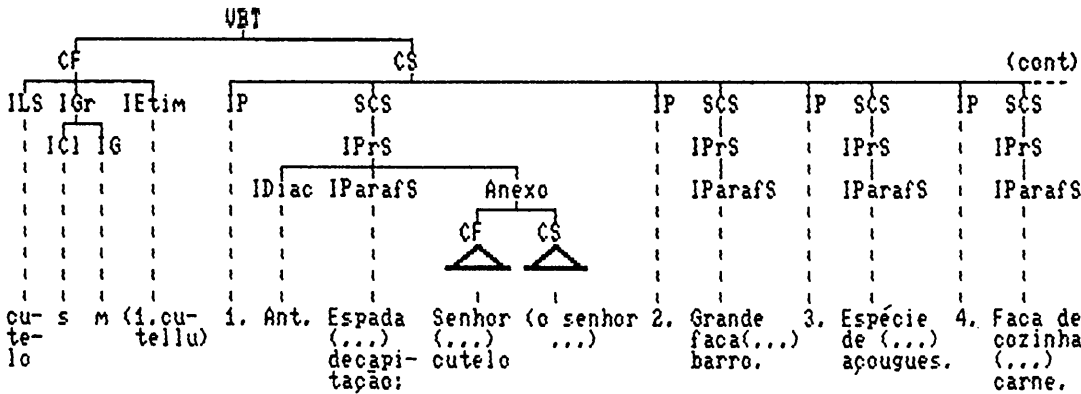 VBT
CF CS (cont)
ILS IGr IEtim IP SCS IP SCS IP SCS IP SCS
ICl IG IPrS IPrS IPrS IPrS
IDiac IParafS Anexo IParafS IParafS IParafS
CF CS
cu- s m (l.cu- 1. Ant. Espada Senhor (o senhor 2. Grande 3. Espécie 4. Faca de
te- tellu) (...) (...) ...) faca(...) de (...) cozinha
lo decapi- cutelo barro. açougues. (...)
tação: carne.